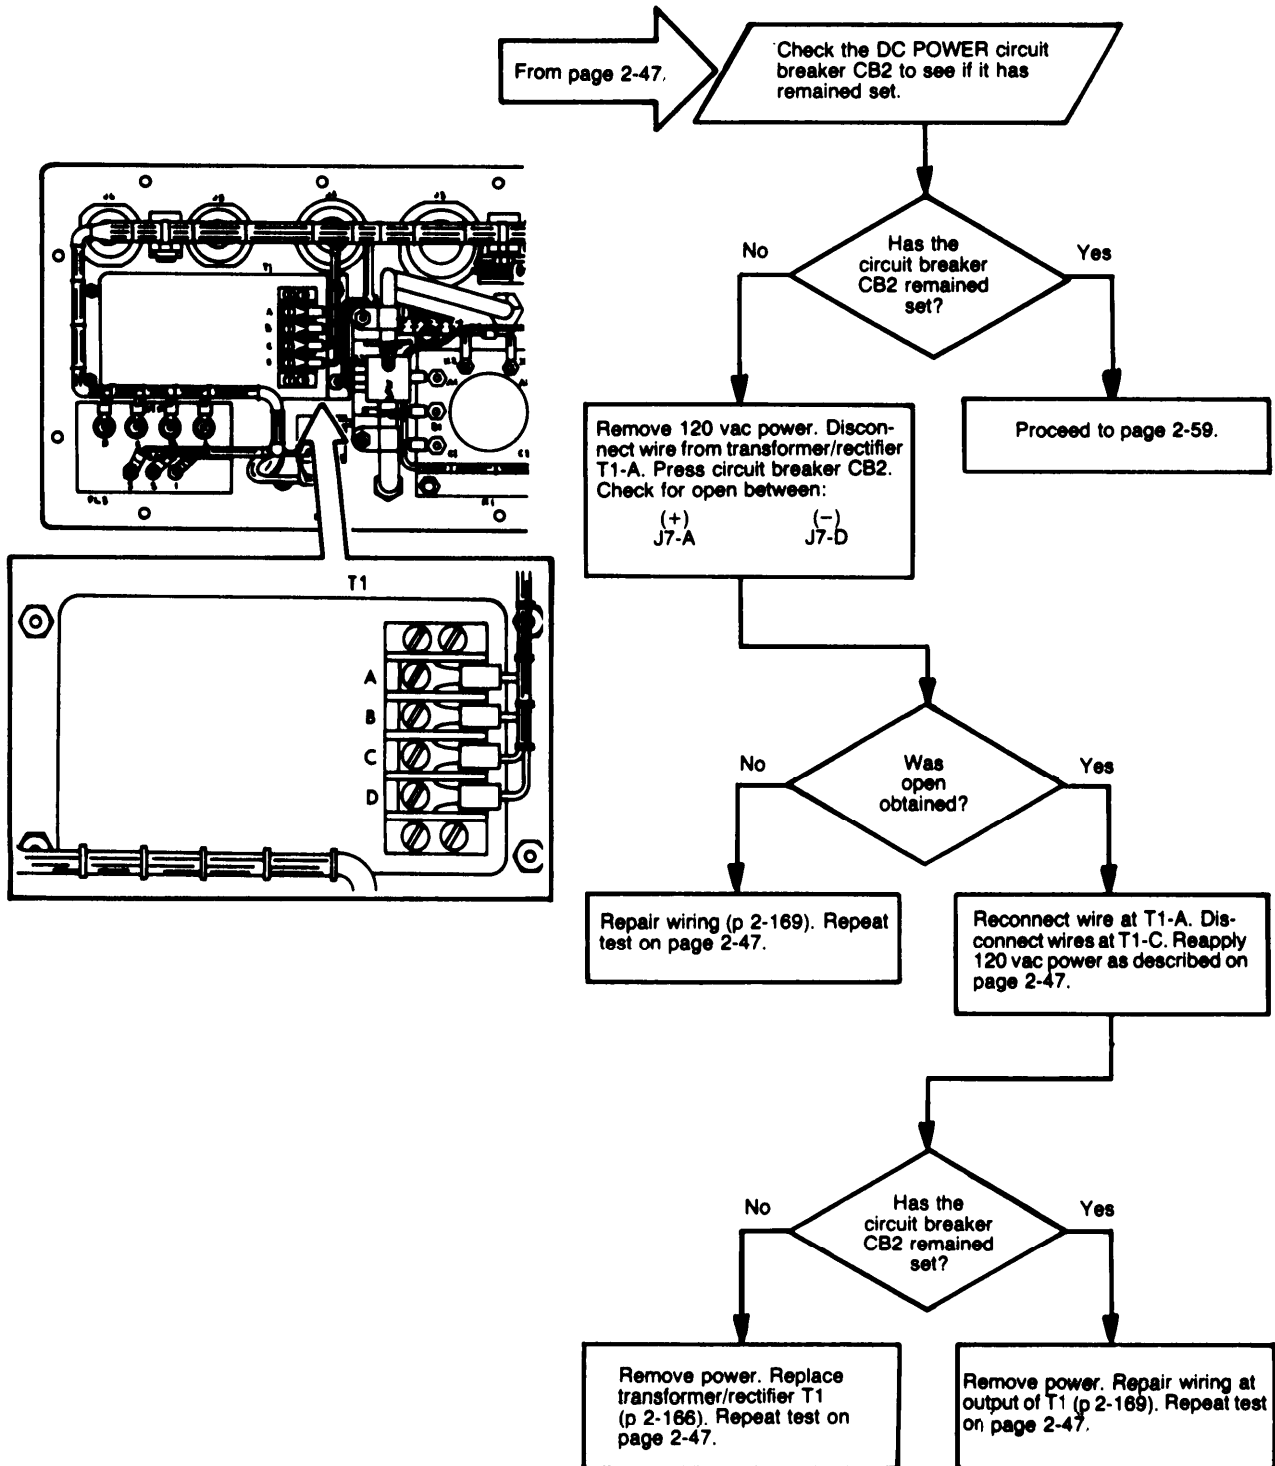 From page 2-47.
Check the DC POWER circuit
breaker CB2 to see if it has
remained set.
No
Has the
circuit breaker
CB2 remained
set?
Yes
Remove 120 vac power. Discon-
nect wire from transformer/rectifier
T1-A. Press circuit breaker CB2.
Check for open between:
(+) (−)
J7-A J7-D
Proceed to page 2-59.
T1
A
B
C
D
No
Was
open
obtained?
Yes
Repair wiring (p 2-169). Repeat
test on page 2-47.
Reconnect wire at T1-A. Dis-
connect wires at T1-C. Reapply
120 vac power as described on
page 2-47.
No
Has the
circuit breaker
CB2 remained
set?
Yes
Remove power. Replace
transformer/rectifier T1
(p 2-166). Repeat test on
page 2-47.
Remove power. Repair wiring at
output of T1 (p 2-169). Repeat test
on page 2-47.